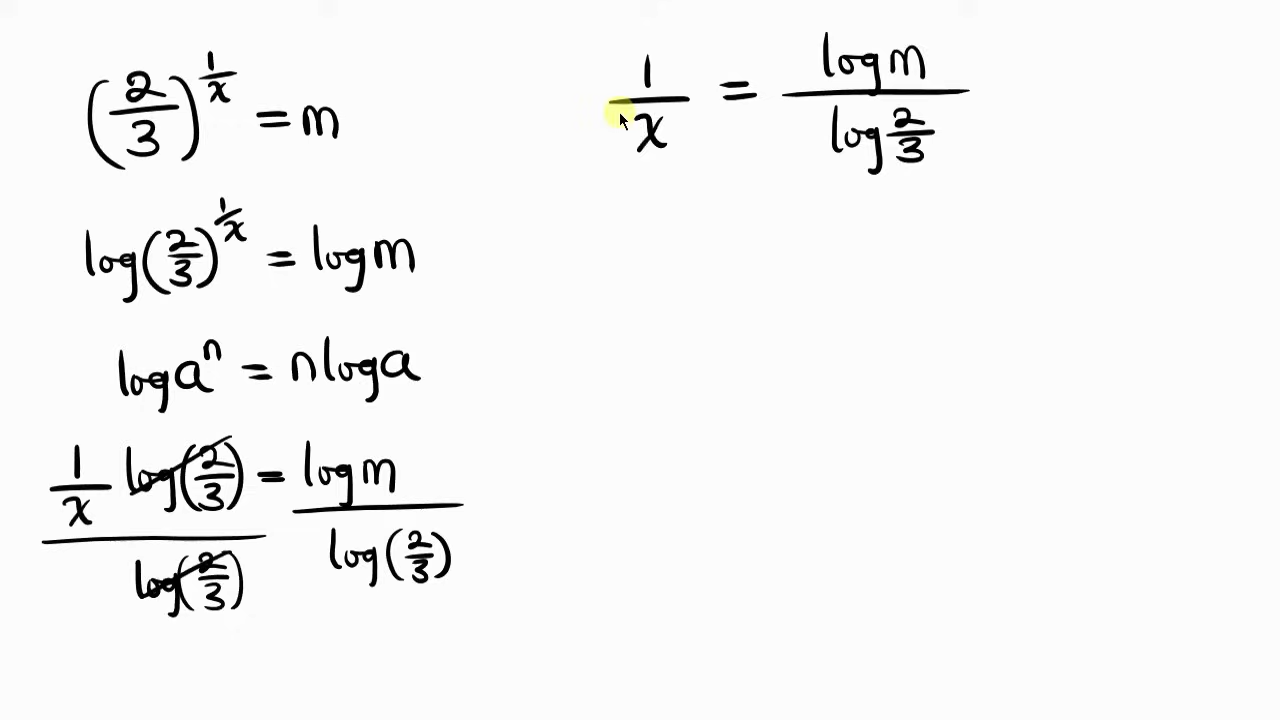 (2/3)^(1/x) = m
log(2/3)^(1/x) = log m
log a^n = n log a
(1/x log(2/3))/(log(2/3)) = (log m)/(log(2/3))
1/x = (log m)/(log 2/3)